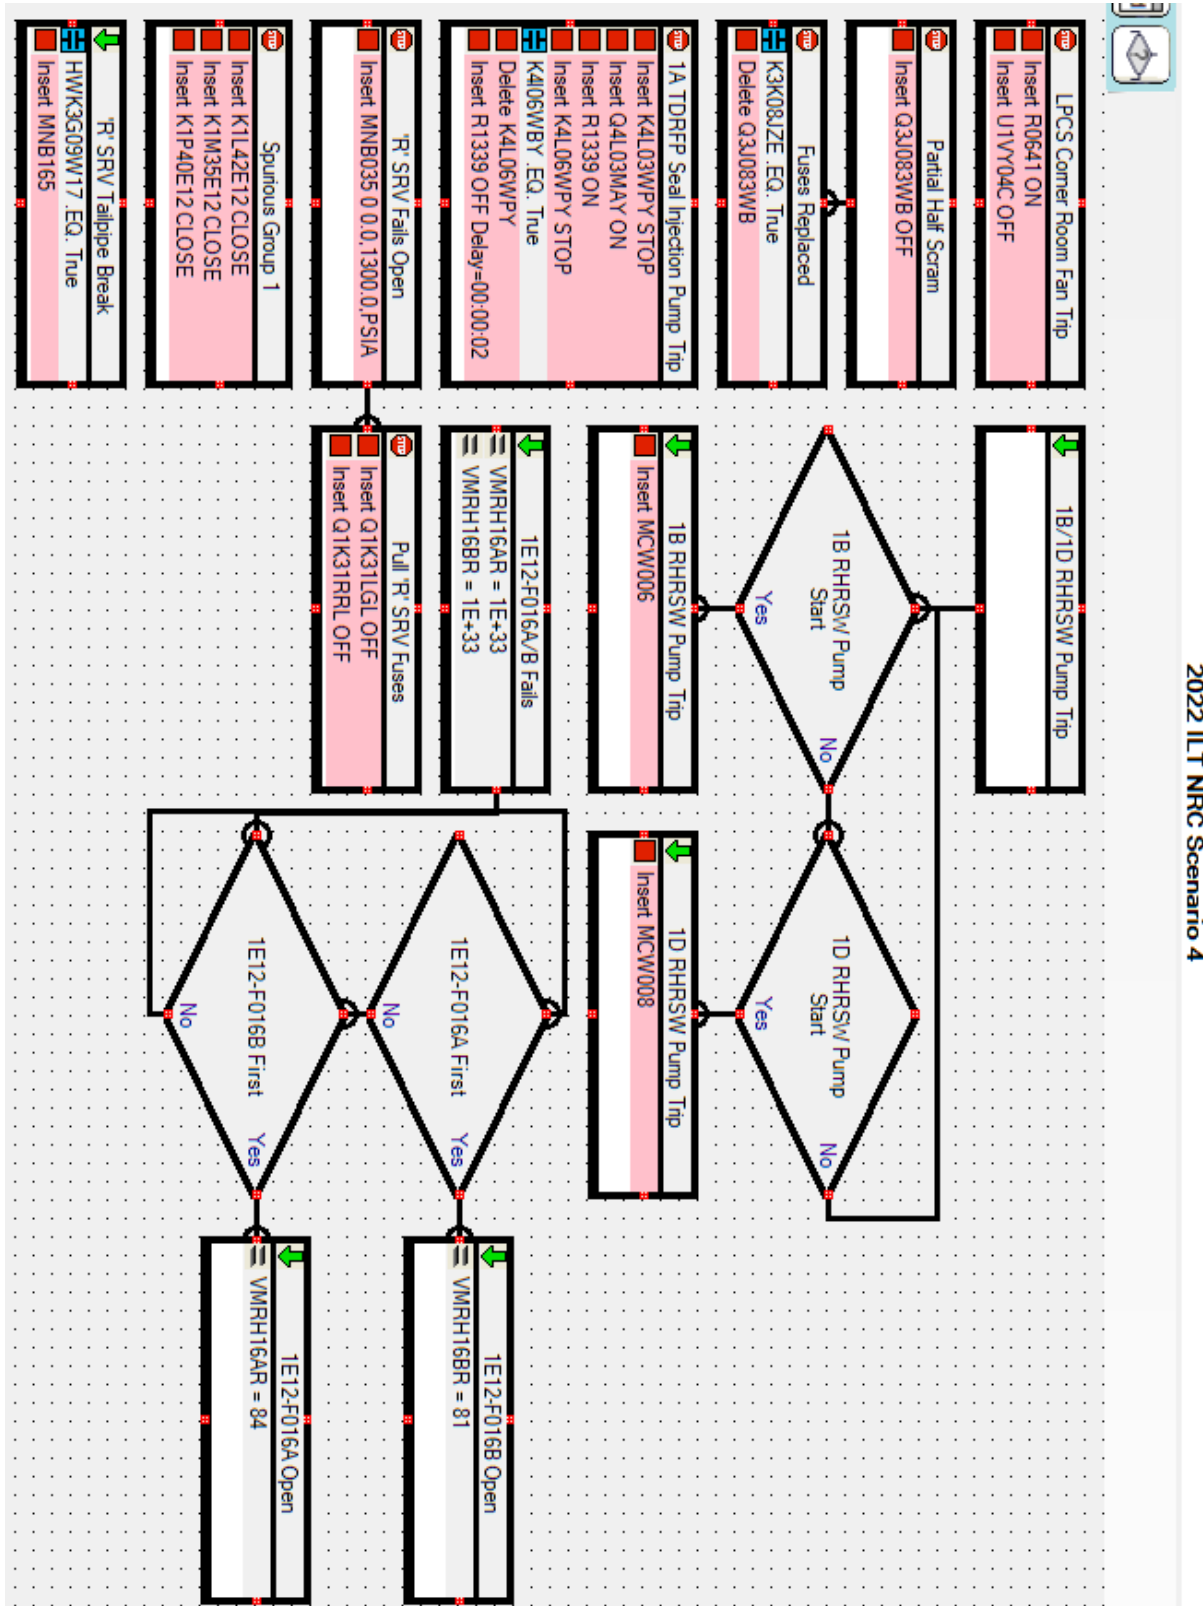 2022 ILT NRC Scenario 4
LPCS Corner Room Fan Trip
Insert R0641 ON
Insert U1VY04C OFF
Partial Half Scram
Insert Q3J083WB OFF
Fuses Replaced
K3K08JZE .EQ. True
Delete Q3J083WB
1A TDRFP Seal Injection Pump Trip
Insert K4L03WPY STOP
Insert Q4L03MAY ON
Insert R1339 ON
Insert K4L06WPY STOP
K4I06WBY .EQ. True
Delete K4L06WPY
Insert R1339 OFF Delay=00:00:02
'R' SRV Fails Open
Insert MNB035 0 0.0,1300.0,PSIA
Spurious Group 1
Insert K1L42E12 CLOSE
Insert K1M35E12 CLOSE
Insert K1P40E12 CLOSE
'R' SRV Tailpipe Break
HWK3G09W17 .EQ. True
Insert MNB165
1B/1D RHRSW Pump Trip
1B RHRSW Pump
Start
Yes
No
1B RHRSW Pump Trip
Insert MCW006
1E12-F016A/B Fails
VMRH16AR = 1E+33
VMRH16BR = 1E+33
Pull 'R' SRV Fuses
Insert Q1K31LGL OFF
Insert Q1K31RRL OFF
1D RHRSW Pump
Start
Yes
No
1D RHRSW Pump Trip
Insert MCW008
1E12-F016A First
No
Yes
1E12-F016B First
No
Yes
1E12-F016B Open
VMRH16BR = 81
1E12-F016A Open
VMRH16AR = 84
STOP
STOP
STOP
STOP
STOP
STOP
?